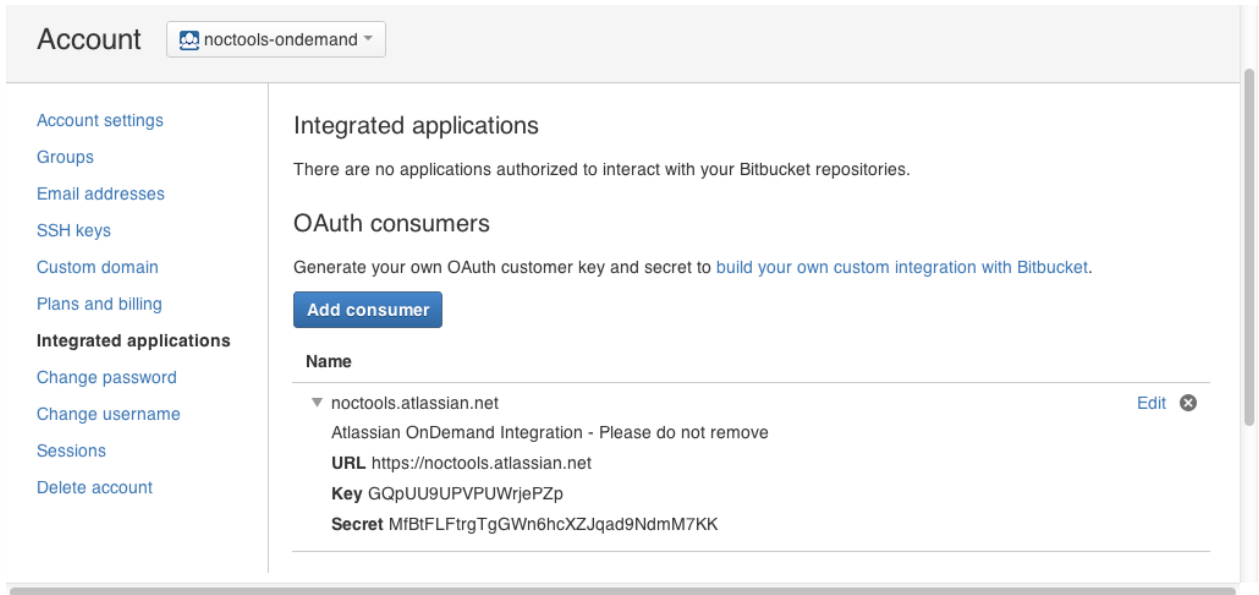 Account noctools-ondemand
Account settings
Groups
Email addresses
SSH keys
Custom domain
Plans and billing
Integrated applications
Change password
Change username
Sessions
Delete account
Integrated applications
There are no applications authorized to interact with your Bitbucket repositories.
OAuth consumers
Generate your own OAuth customer key and secret to build your own custom integration with Bitbucket.
Add consumer
Name
noctools.atlassian.net Edit
Atlassian OnDemand Integration - Please do not remove
URL https://noctools.atlassian.net
Key GQpUU9UPVPUWrjePZp
Secret MfBtFLFtrgTgGWn6hcXZJqad9NdmM7KK